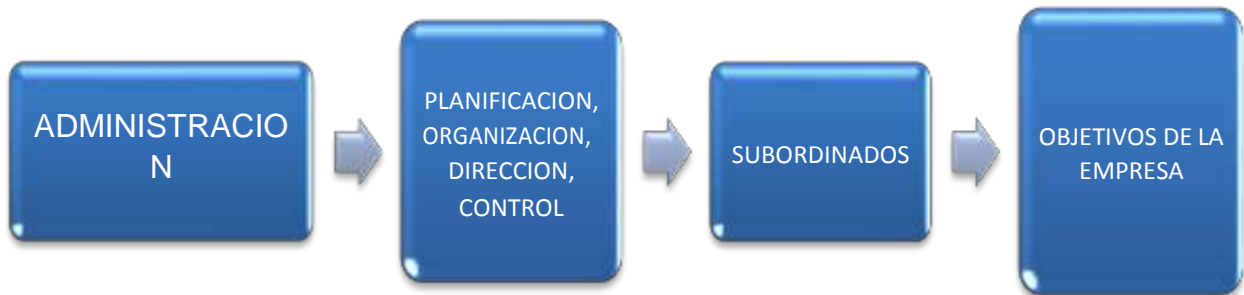 ADMINISTRACIO
N
PLANIFICACION,
ORGANIZACION,
DIRECCION,
CONTROL
SUBORDINADOS
OBJETIVOS DE LA
EMPRESA